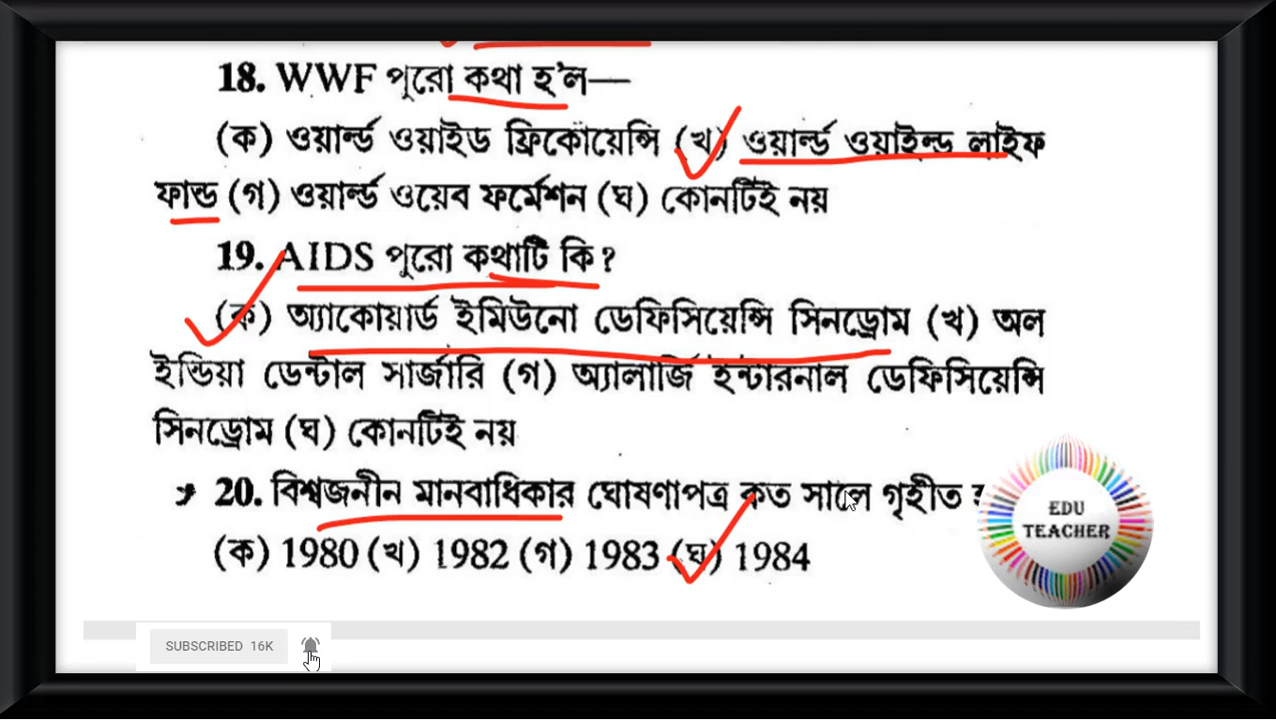 18. WWF পুরো কথা হ'ল—
(ক) ওয়ার্ল্ড ওয়াইড ফ্রিকোয়েন্সি (খ) ওয়ার্ল্ড ওয়াইল্ড লাইফ
ফান্ড (গ) ওয়ার্ল্ড ওয়েব ফর্মেশন (ঘ) কোনটিই নয়
19. AIDS পুরো কথাটি কি?
(ক) অ্যাকোয়ার্ড ইমিউনো ডেফিসিয়েন্সি সিনড্রোম (খ) অল
ইন্ডিয়া ডেন্টাল সার্জারি (গ) অ্যালার্জি ইন্টারনাল ডেফিসিয়েন্সি
সিনড্রোম (ঘ) কোনটিই নয়
20. বিশ্বজনীন মানবাধিকার ঘোষণাপত্র কত সালে গৃহীত
(ক) 1980 (খ) 1982 (গ) 1983 (ঘ) 1984
EDU
TEACHER
SUBSCRIBED 16K